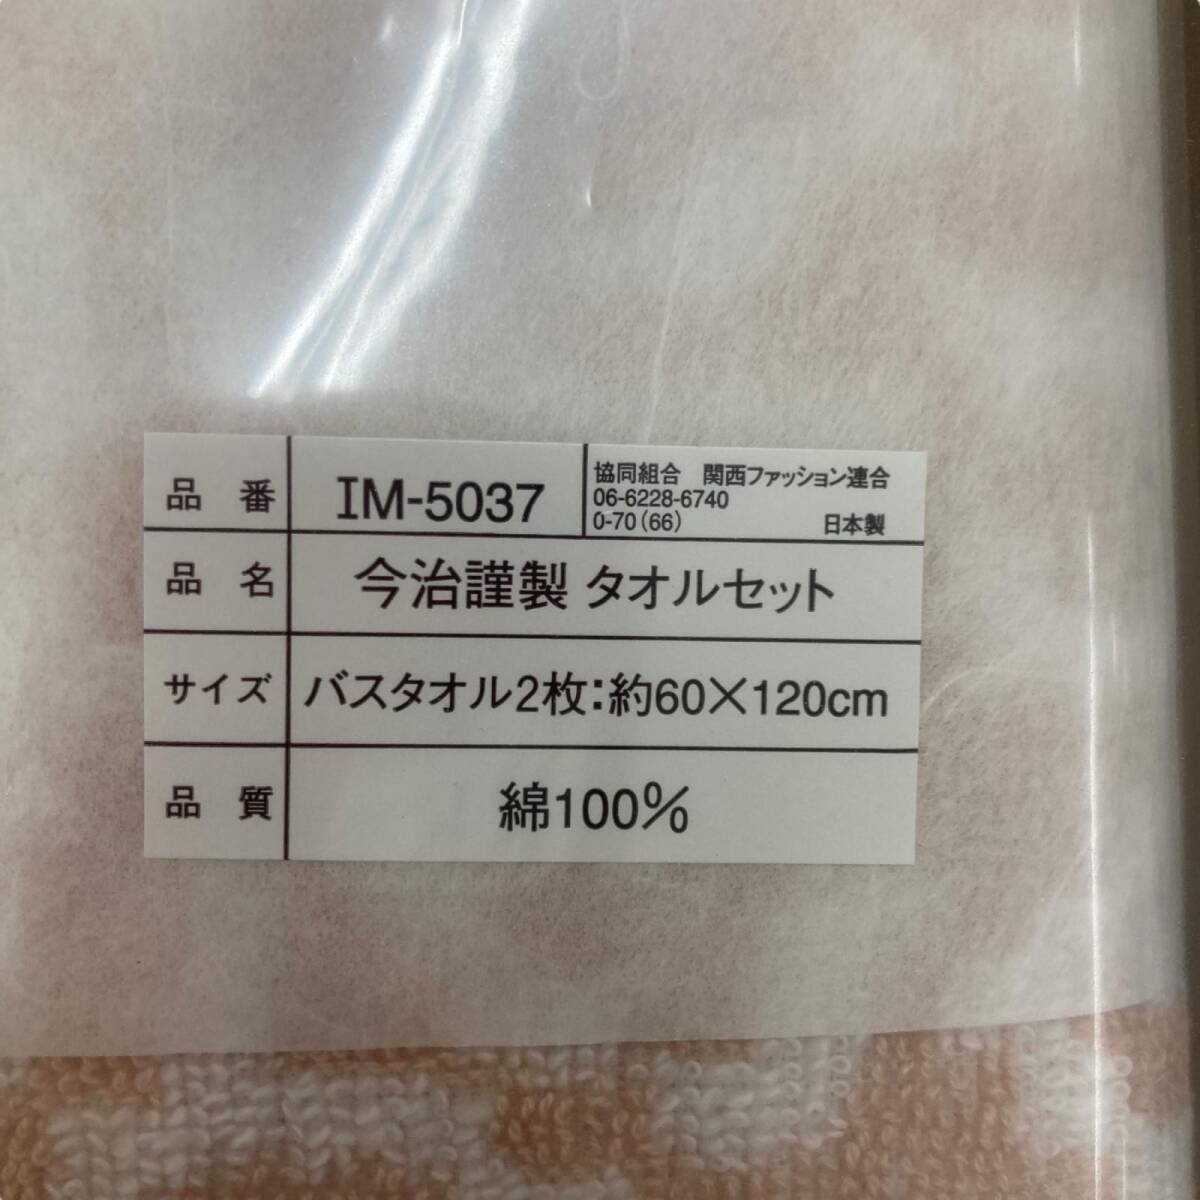 品 番 IM-5037
協同組合 関西ファッション連合
06-6228-6740
0-70(66) 日本製
品 名 今治謹製 タオルセット
サイズ バスタオル2枚:約60×120cm
品 質 綿100%